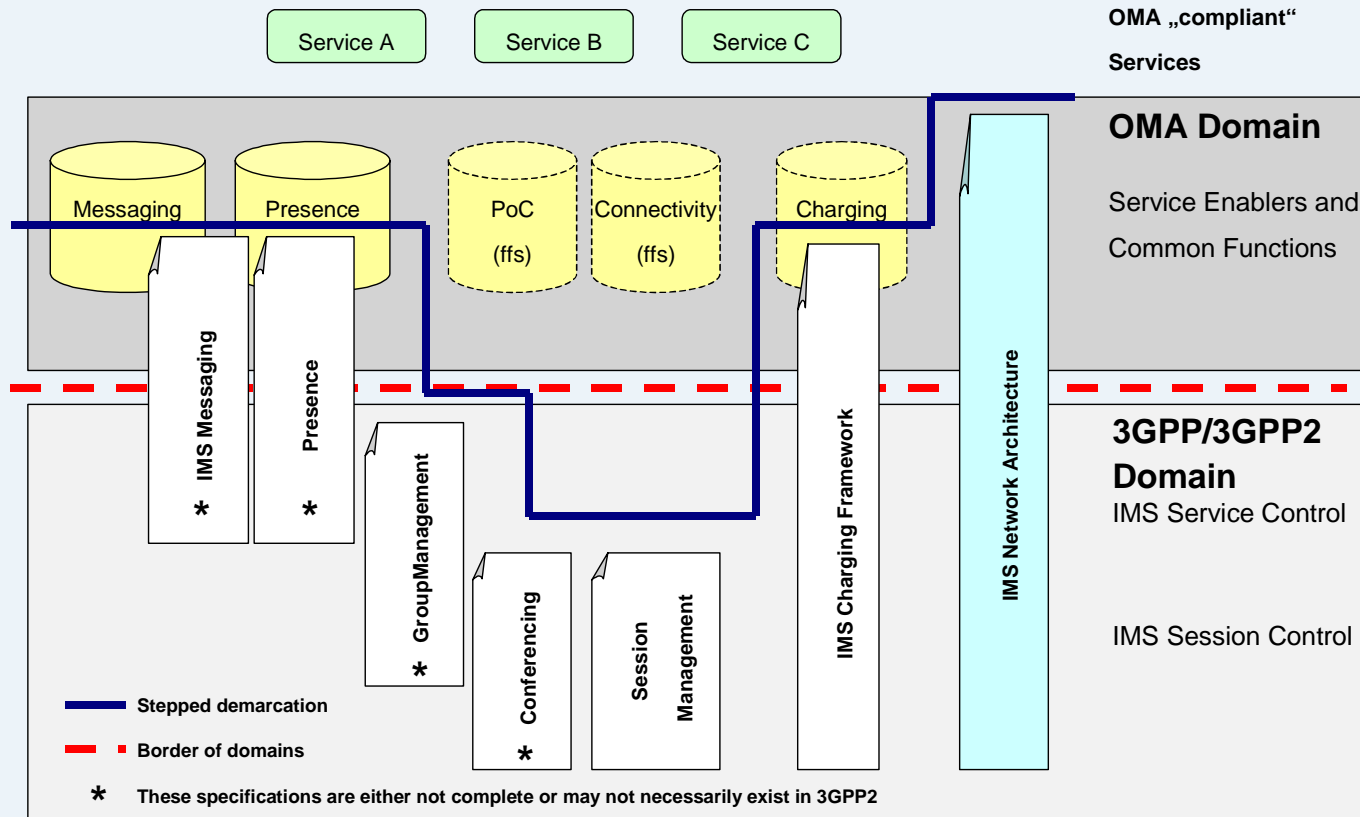 Service A
Service B
Service C
OMA „compliant“
Services
OMA Domain
Service Enablers and
Common Functions
Messaging
Presence
PoC
(ffs)
Connectivity
(ffs)
Charging
* IMS Messaging
* Presence
* GroupManagement
* Conferencing
Session
Management
IMS Charging Framework
IMS Network Architecture
3GPP/3GPP2
Domain
IMS Service Control
IMS Session Control
Stepped demarcation
Border of domains
* These specifications are either not complete or may not necessarily exist in 3GPP2